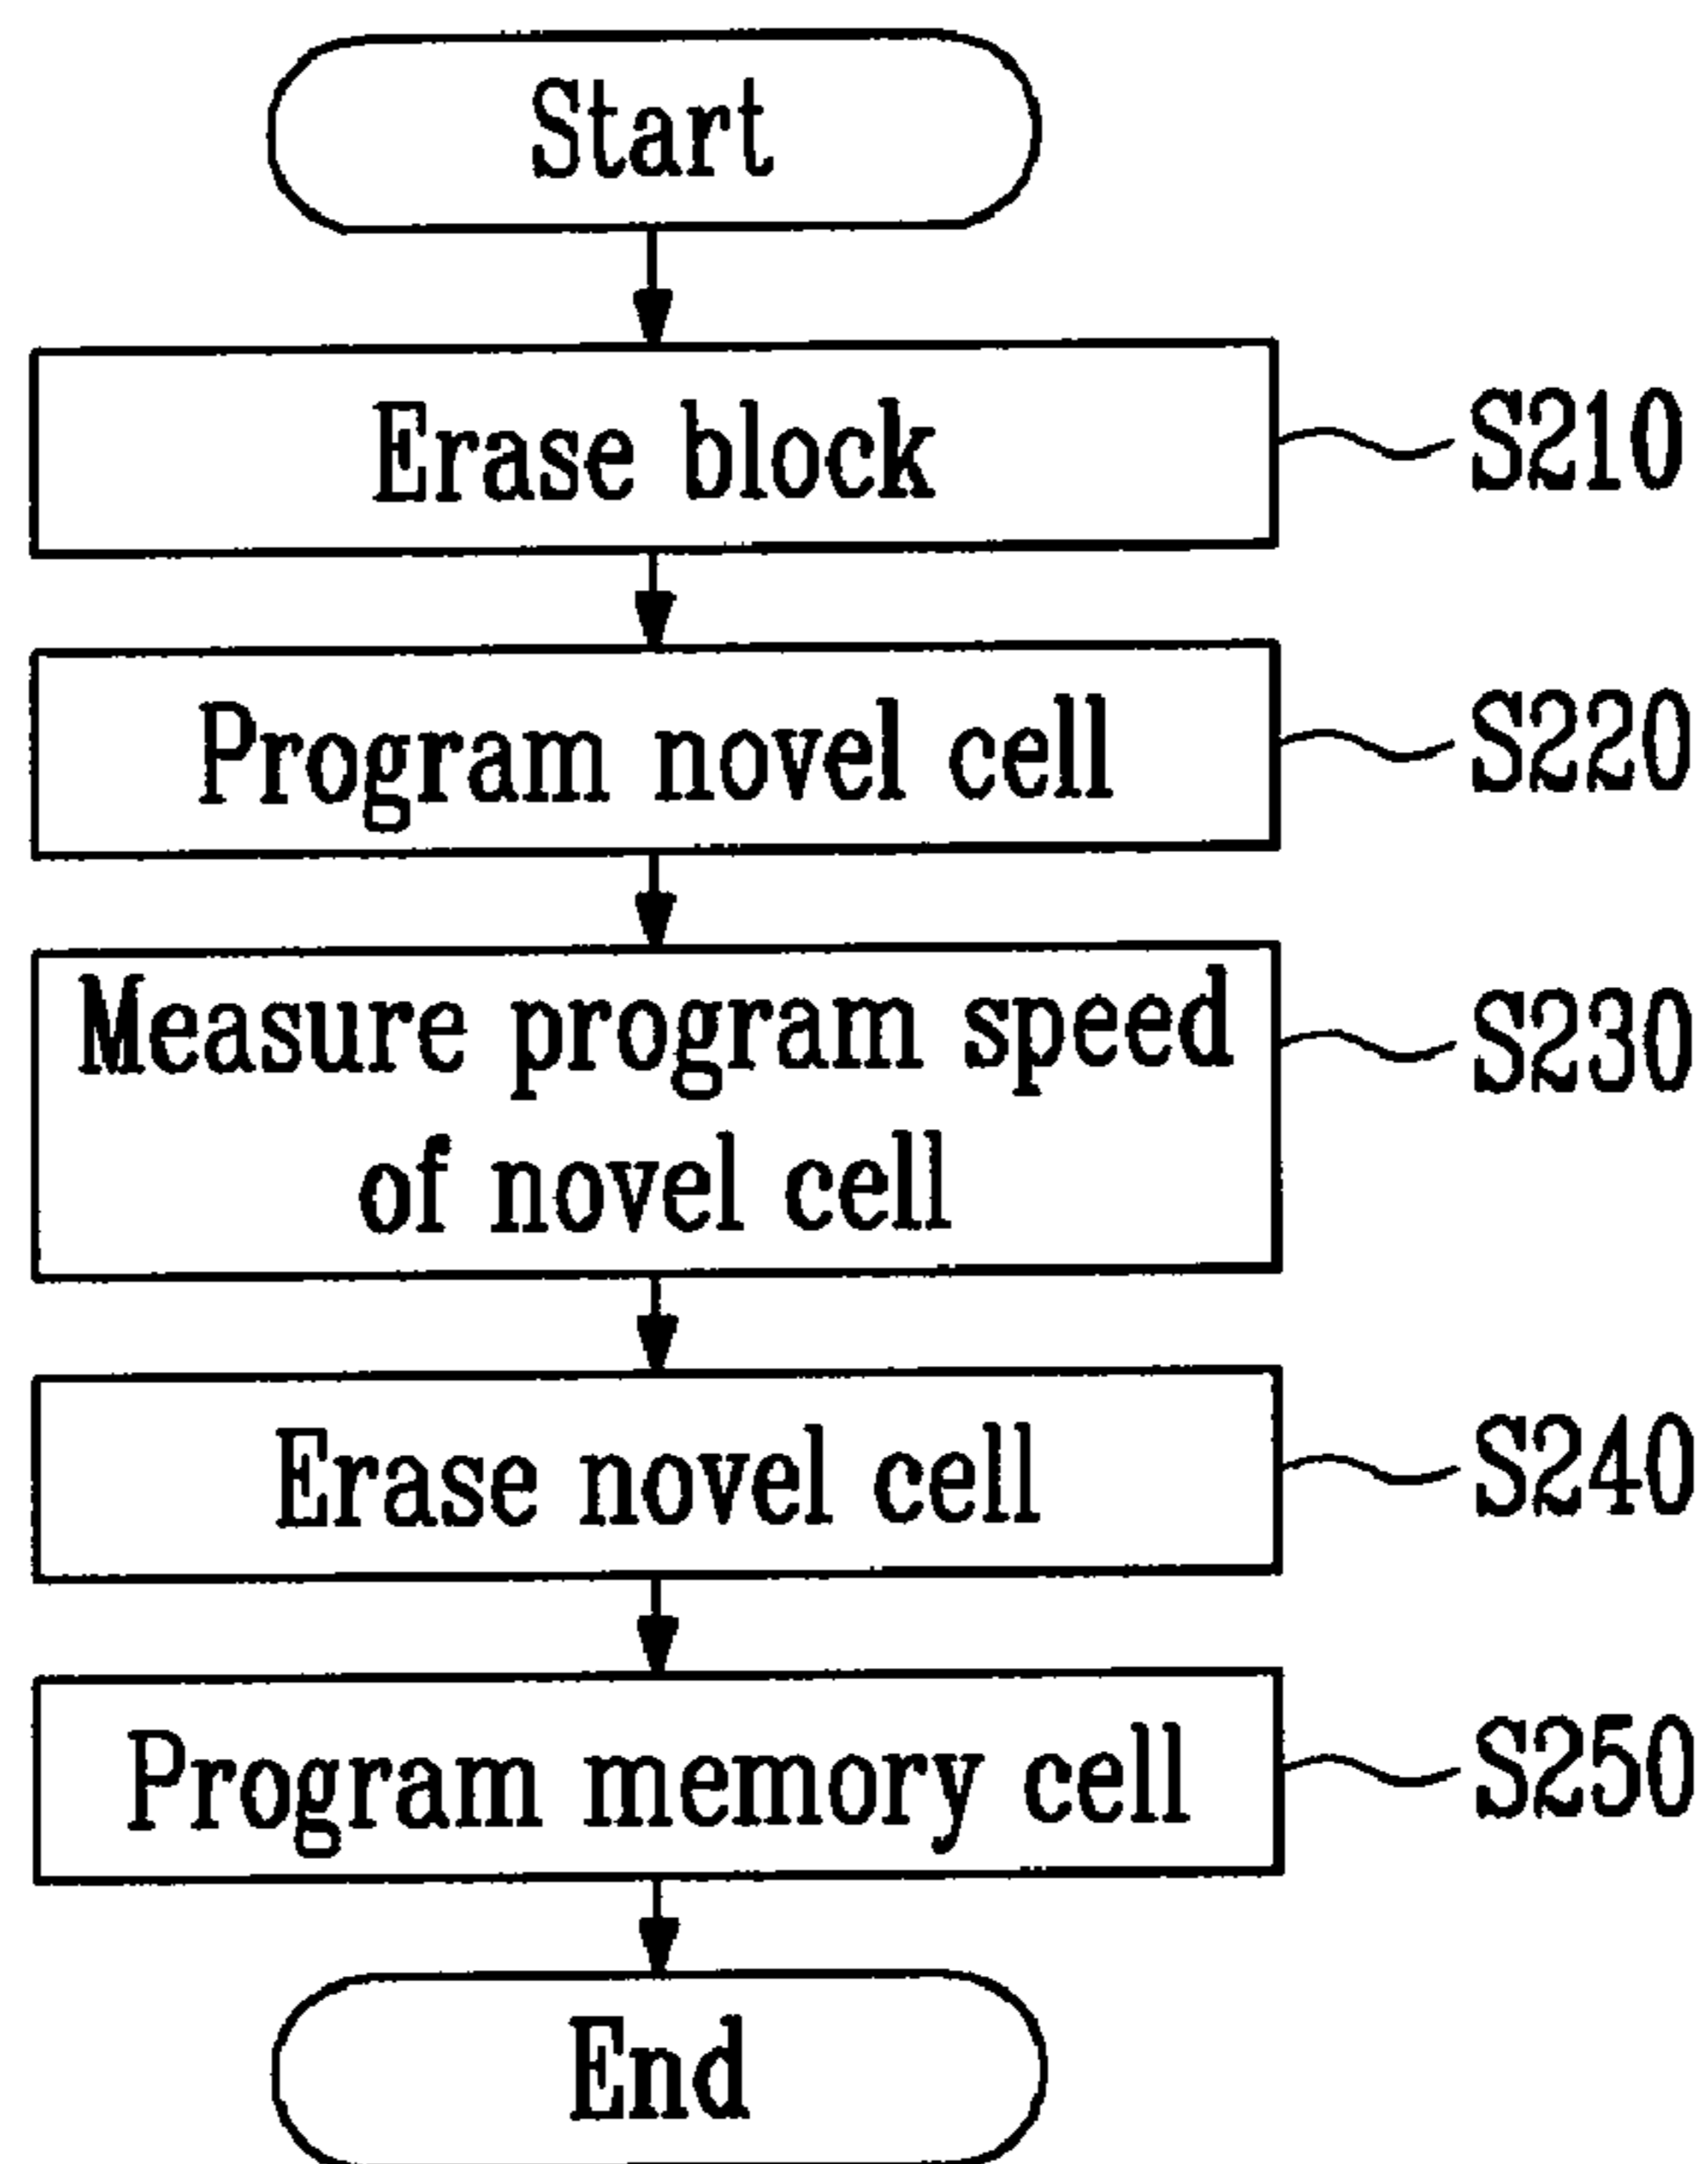 Start
Erase block
S210
Program novel cell
S220
Measure program speed
of novel cell
S230
Erase novel cell
S240
Program memory cell
S250
End